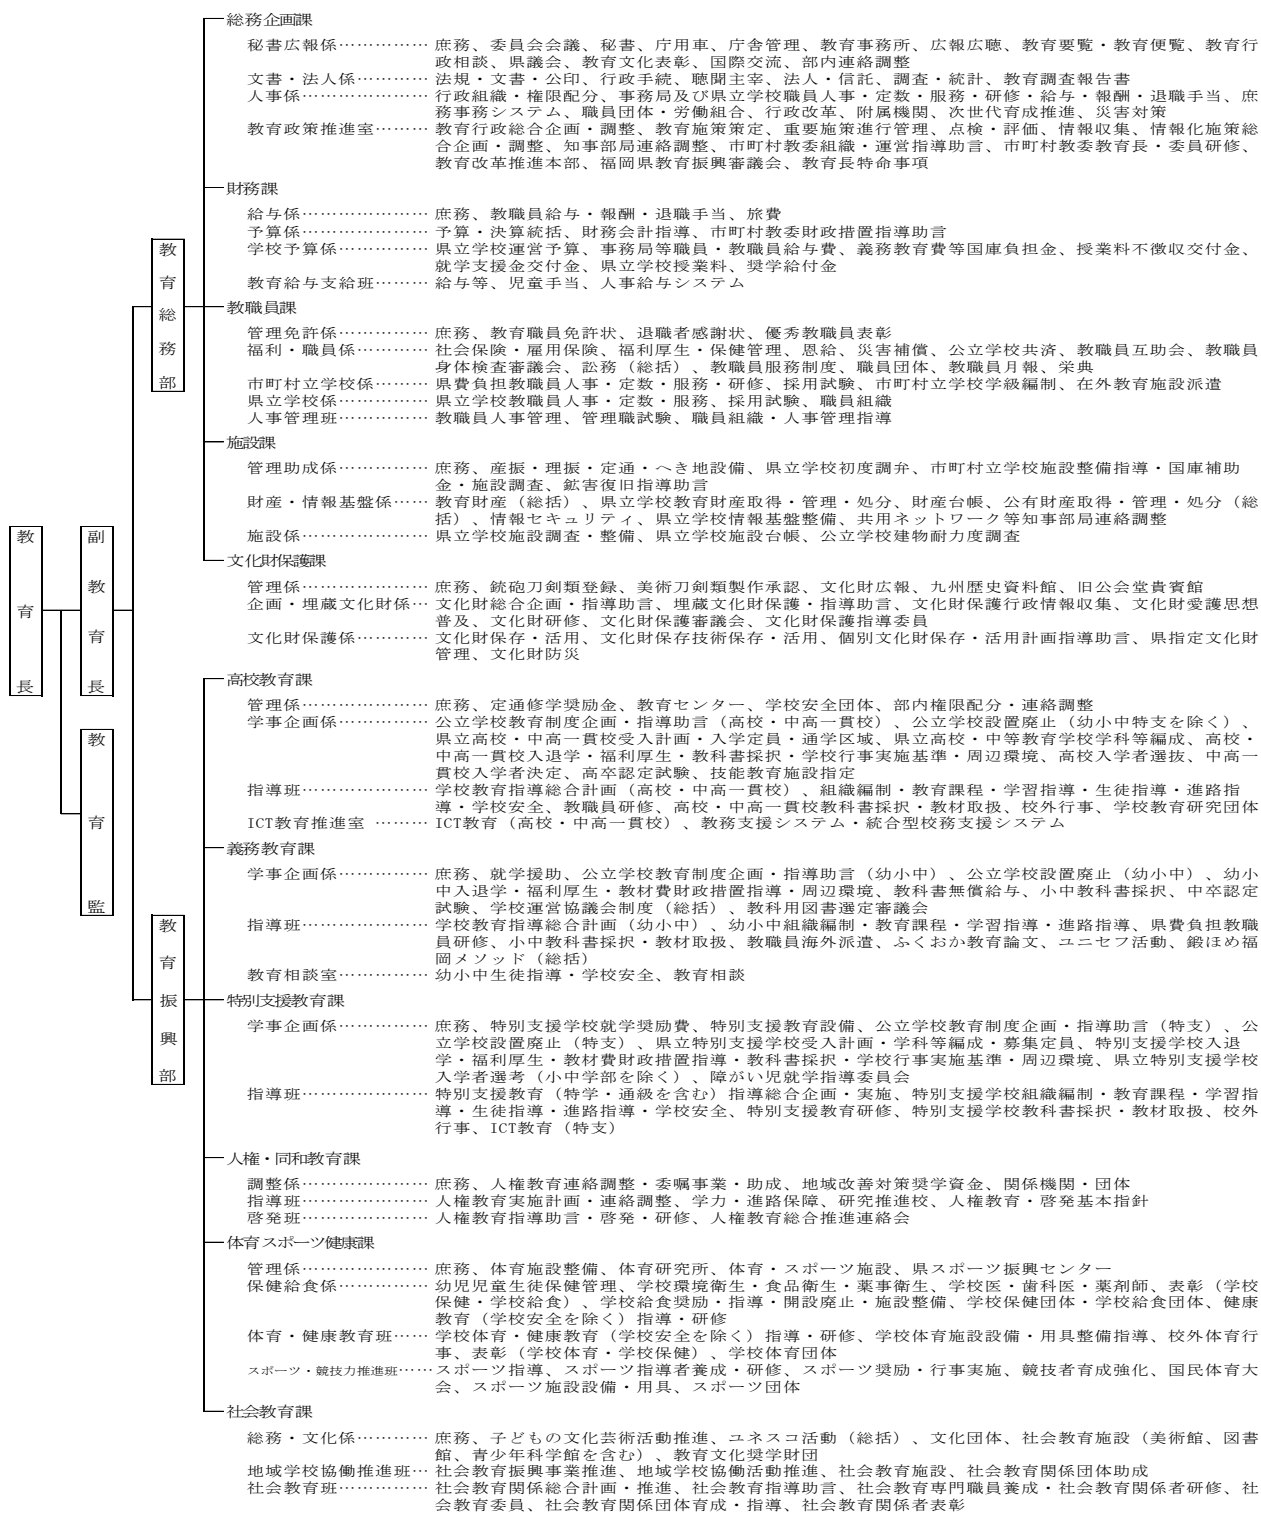 総務企画課
秘書広報係…………… 庶務、委員会会議、秘書、庁用車、庁舎管理、教育事務所、広報広聴、教育要覧・教育便覧、教育行
政相談、県議会、教育文化表彰、国際交流、部内連絡調整
文書・法人係………… 法規・文書・公印、行政手続、聴聞主宰、法人・信託、調査・統計、教育調査報告書
人事係………………… 行政組織・権限配分、事務局及び県立学校職員人事・定数・服務・研修・給与・報酬・退職手当、庶
務事務システム、職員団体・労働組合、行政改革、附属機関、次世代育成推進、災害対策
教育政策推進室……… 教育行政総合企画・調整、教育施策策定、重要施策進行管理、点検・評価、情報収集、情報化施策総
合企画・調整、知事部局連絡調整、市町村教委組織・運営指導助言、市町村教委教育長・委員研修、
教育改革推進本部、福岡県教育振興審議会、教育長特命事項
財務課
給与係………………… 庶務、教職員給与・報酬・退職手当、旅費
予算係………………… 予算・決算統括、財務会計指導、市町村教委財政措置指導助言
学校予算係…………… 県立学校運営予算、事務局等職員・教職員給与費、義務教育費等国庫負担金、授業料不徴収交付金、
就学支援金交付金、県立学校授業料、奨学給付金
教育給与支給班……… 給与等、児童手当、人事給与システム
教職員課
管理免許係…………… 庶務、教育職員免許状、退職者感謝状、優秀教職員表彰
福利・職員係………… 社会保険・雇用保険、福利厚生・保健管理、恩給、災害補償、公立学校共済、教職員互助会、教職員
身体検査審議会、訟務（総括）、教職員服務制度、職員団体、教職員月報、栄典
市町村立学校係……… 県費負担教職員人事・定数・服務・研修、採用試験、市町村立学校学級編制、在外教育施設派遣
県立学校係…………… 県立学校教職員人事・定数・服務、採用試験、職員組織
人事管理班…………… 教職員人事管理、管理職試験、職員組織・人事管理指導
施設課
管理助成係…………… 庶務、産振・理振・定通・へき地設備、県立学校初度調弁、市町村立学校施設整備指導・国庫補助
金・施設調査、鉱害復旧指導助言
財産・情報基盤係…… 教育財産（総括）、県立学校教育財産取得・管理・処分、財産台帳、公有財産取得・管理・処分（総
括）、情報セキュリティ、県立学校情報基盤整備、共用ネットワーク等知事部局連絡調整
施設係………………… 県立学校施設調査・整備、県立学校施設台帳、公立学校建物耐力度調査
文化財保護課
管理係………………… 庶務、銃砲刀剣類登録、美術刀剣類製作承認、文化財広報、九州歴史資料館、旧公会堂貴賓館
企画・埋蔵文化財係… 文化財総合企画・指導助言、埋蔵文化財保護・指導助言、文化財保護行政情報収集、文化財愛護思想
普及、文化財研修、文化財保護審議会、文化財保護指導委員
文化財保護係………… 文化財保存・活用、文化財保存技術保存・活用、個別文化財保存・活用計画指導助言、県指定文化財
管理、文化財防災
教育総務部
教育長
副教育長
教育監
教育振興部
高校教育課
管理係………………… 庶務、定通修学奨励金、教育センター、学校安全団体、部内権限配分・連絡調整
学事企画係…………… 公立学校教育制度企画・指導助言（高校・中高一貫校）、公立学校設置廃止（幼小中特支を除く）、
県立高校・中高一貫校受入計画・入学定員・通学区域、県立高校・中等教育学校学科等編成、高校・
中高一貫校入退学・福利厚生・教科書採択・学校行事実施基準・周辺環境、高校入学者選抜、中高一
貫校入学者決定、高卒認定試験、技能教育施設指定
指導班………………… 学校教育指導総合計画（高校・中高一貫校）、組織編制・教育課程・学習指導・生徒指導・進路指
導・学校安全、教職員研修、高校・中高一貫校教科書採択・教材取扱、校外行事、学校教育研究団体
ICT教育推進室 ……… ICT教育（高校・中高一貫校）、教務支援システム・統合型校務支援システム
義務教育課
学事企画係…………… 庶務、就学援助、公立学校教育制度企画・指導助言（幼小中）、公立学校設置廃止（幼小中）、幼小
中入退学・福利厚生・教材費財政措置指導・周辺環境、教科書無償給与、小中教科書採択、中卒認定
試験、学校運営協議会制度（総括）、教科用図書選定審議会
指導班………………… 学校教育指導総合計画（幼小中）、幼小中組織編制・教育課程・学習指導・進路指導、県費負担教職
員研修、小中教科書採択・教材取扱、教職員海外派遣、ふくおか教育論文、ユニセフ活動、鍛ほめ福
岡メソッド（総括）
教育相談室…………… 幼小中生徒指導・学校安全、教育相談
特別支援教育課
学事企画係…………… 庶務、特別支援学校就学奨励費、特別支援教育設備、公立学校教育制度企画・指導助言（特支）、公
立学校設置廃止（特支）、県立特別支援学校受入計画・学科等編成・募集定員、特別支援学校入退
学・福利厚生・教材費財政措置指導・教科書採択・学校行事実施基準・周辺環境、県立特別支援学校
入学者選考（小中学部を除く）、障がい児就学指導委員会
指導班………………… 特別支援教育（特学・通級を含む）指導総合企画・実施、特別支援学校組織編制・教育課程・学習指
導・生徒指導・進路指導・学校安全、特別支援教育研修、特別支援学校教科書採択・教材取扱、校外
行事、ICT教育（特支）
人権・同和教育課
調整係………………… 庶務、人権教育連絡調整・委嘱事業・助成、地域改善対策奨学資金、関係機関・団体
指導班………………… 人権教育実施計画・連絡調整、学力・進路保障、研究推進校、人権教育・啓発基本指針
啓発班………………… 人権教育指導助言・啓発・研修、人権教育総合推進連絡会
体育スポーツ健康課
管理係………………… 庶務、体育施設整備、体育研究所、体育・スポーツ施設、県スポーツ振興センター
保健給食係…………… 幼児児童生徒保健管理、学校環境衛生・食品衛生・薬事衛生、学校医・歯科医・薬剤師、表彰（学校
保健・学校給食）、学校給食奨励・指導・開設廃止・施設整備、学校保健団体・学校給食団体、健康
教育（学校安全を除く）指導・研修
体育・健康教育班…… 学校体育・健康教育（学校安全を除く）指導・研修、学校体育施設設備・用具整備指導、校外体育行
事、表彰（学校体育・学校保健）、学校体育団体
スポーツ・競技力推進班……スポーツ指導、スポーツ指導者養成・研修、スポーツ奨励・行事実施、競技者育成強化、国民体育大
会、スポーツ施設設備・用具、スポーツ団体
社会教育課
総務・文化係………… 庶務、子どもの文化芸術活動推進、ユネスコ活動（総括）、文化団体、社会教育施設（美術館、図書
館、青少年科学館を含む）、教育文化奨学財団
地域学校協働推進班… 社会教育振興事業推進、地域学校協働活動推進、社会教育施設、社会教育関係団体助成
社会教育班…………… 社会教育関係総合計画・推進、社会教育指導助言、社会教育専門職員養成・社会教育関係者研修、社
会教育委員、社会教育関係団体育成・指導、社会教育関係者表彰